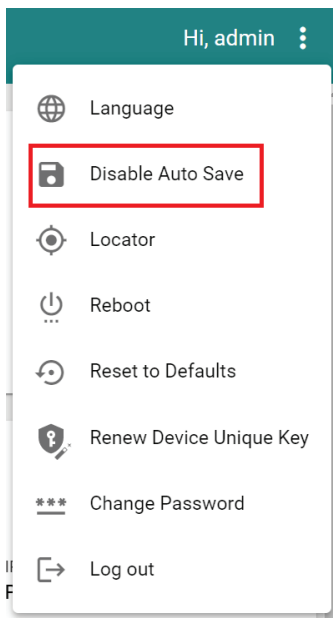 Hi, admin
Language
Disable Auto Save
Locator
Reboot
Reset to Defaults
Renew Device Unique Key
***
Change Password
Log out